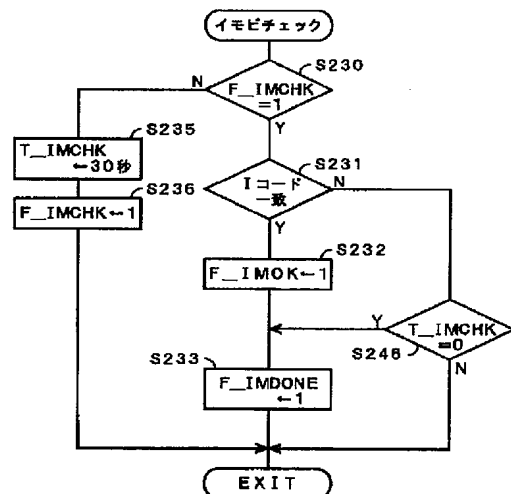 イモビチェック
S230
N
F_IMCHK
=1
Y
S235
T_IMCHK
←30秒
S231
Iコード
一致
N
Y
S236
F_IMCHK←1
S232
F_IMOK←1
Y
T_IMCHK
=0
S246
N
S233
F_IMDONE
←1
EXIT